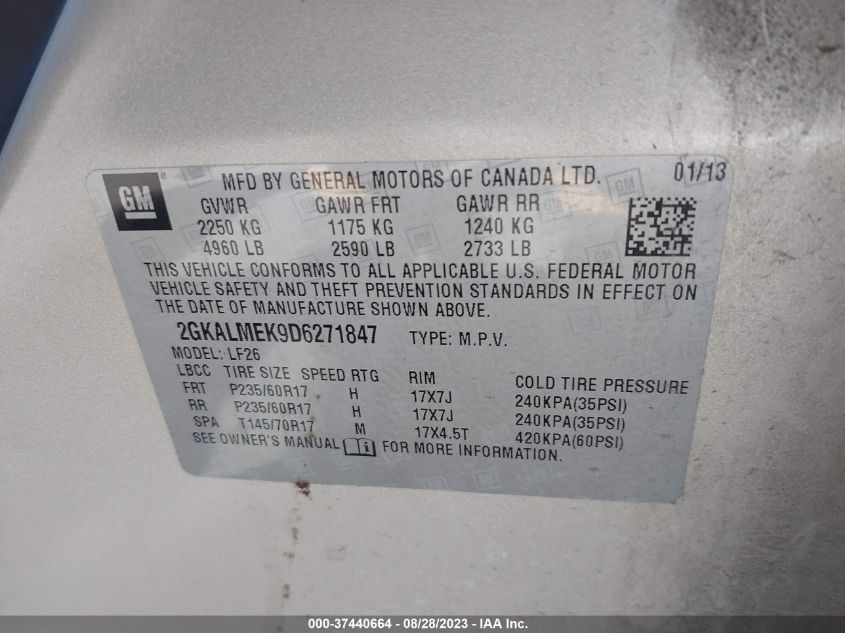 GM
MFD BY GENERAL MOTORS OF CANADA LTD. 01/13
GVWR GAWR FRT GAWR RR
2250 KG 1175 KG 1240 KG
4960 LB 2590 LB 2733 LB
THIS VEHICLE CONFORMS TO ALL APPLICABLE U.S. FEDERAL MOTOR
VEHICLE SAFETY AND THEFT PREVENTION STANDARDS IN EFFECT ON
THE DATE OF MANUFACTURE SHOWN ABOVE.
2GKALMEK9D6271847 TYPE: M.P.V.
MODEL: LF26
LBCC TIRE SIZE SPEED RTG RIM COLD TIRE PRESSURE
FRT P235/60R17 H 17X7J 240KPA(35PSI)
RR P235/60R17 H 17X7J 240KPA(35PSI)
SPA T145/70R17 M 17X4.5T 420KPA(60PSI)
SEE OWNER'S MANUAL FOR MORE INFORMATION.
000-37440664 - 08/28/2023 - IAA Inc.